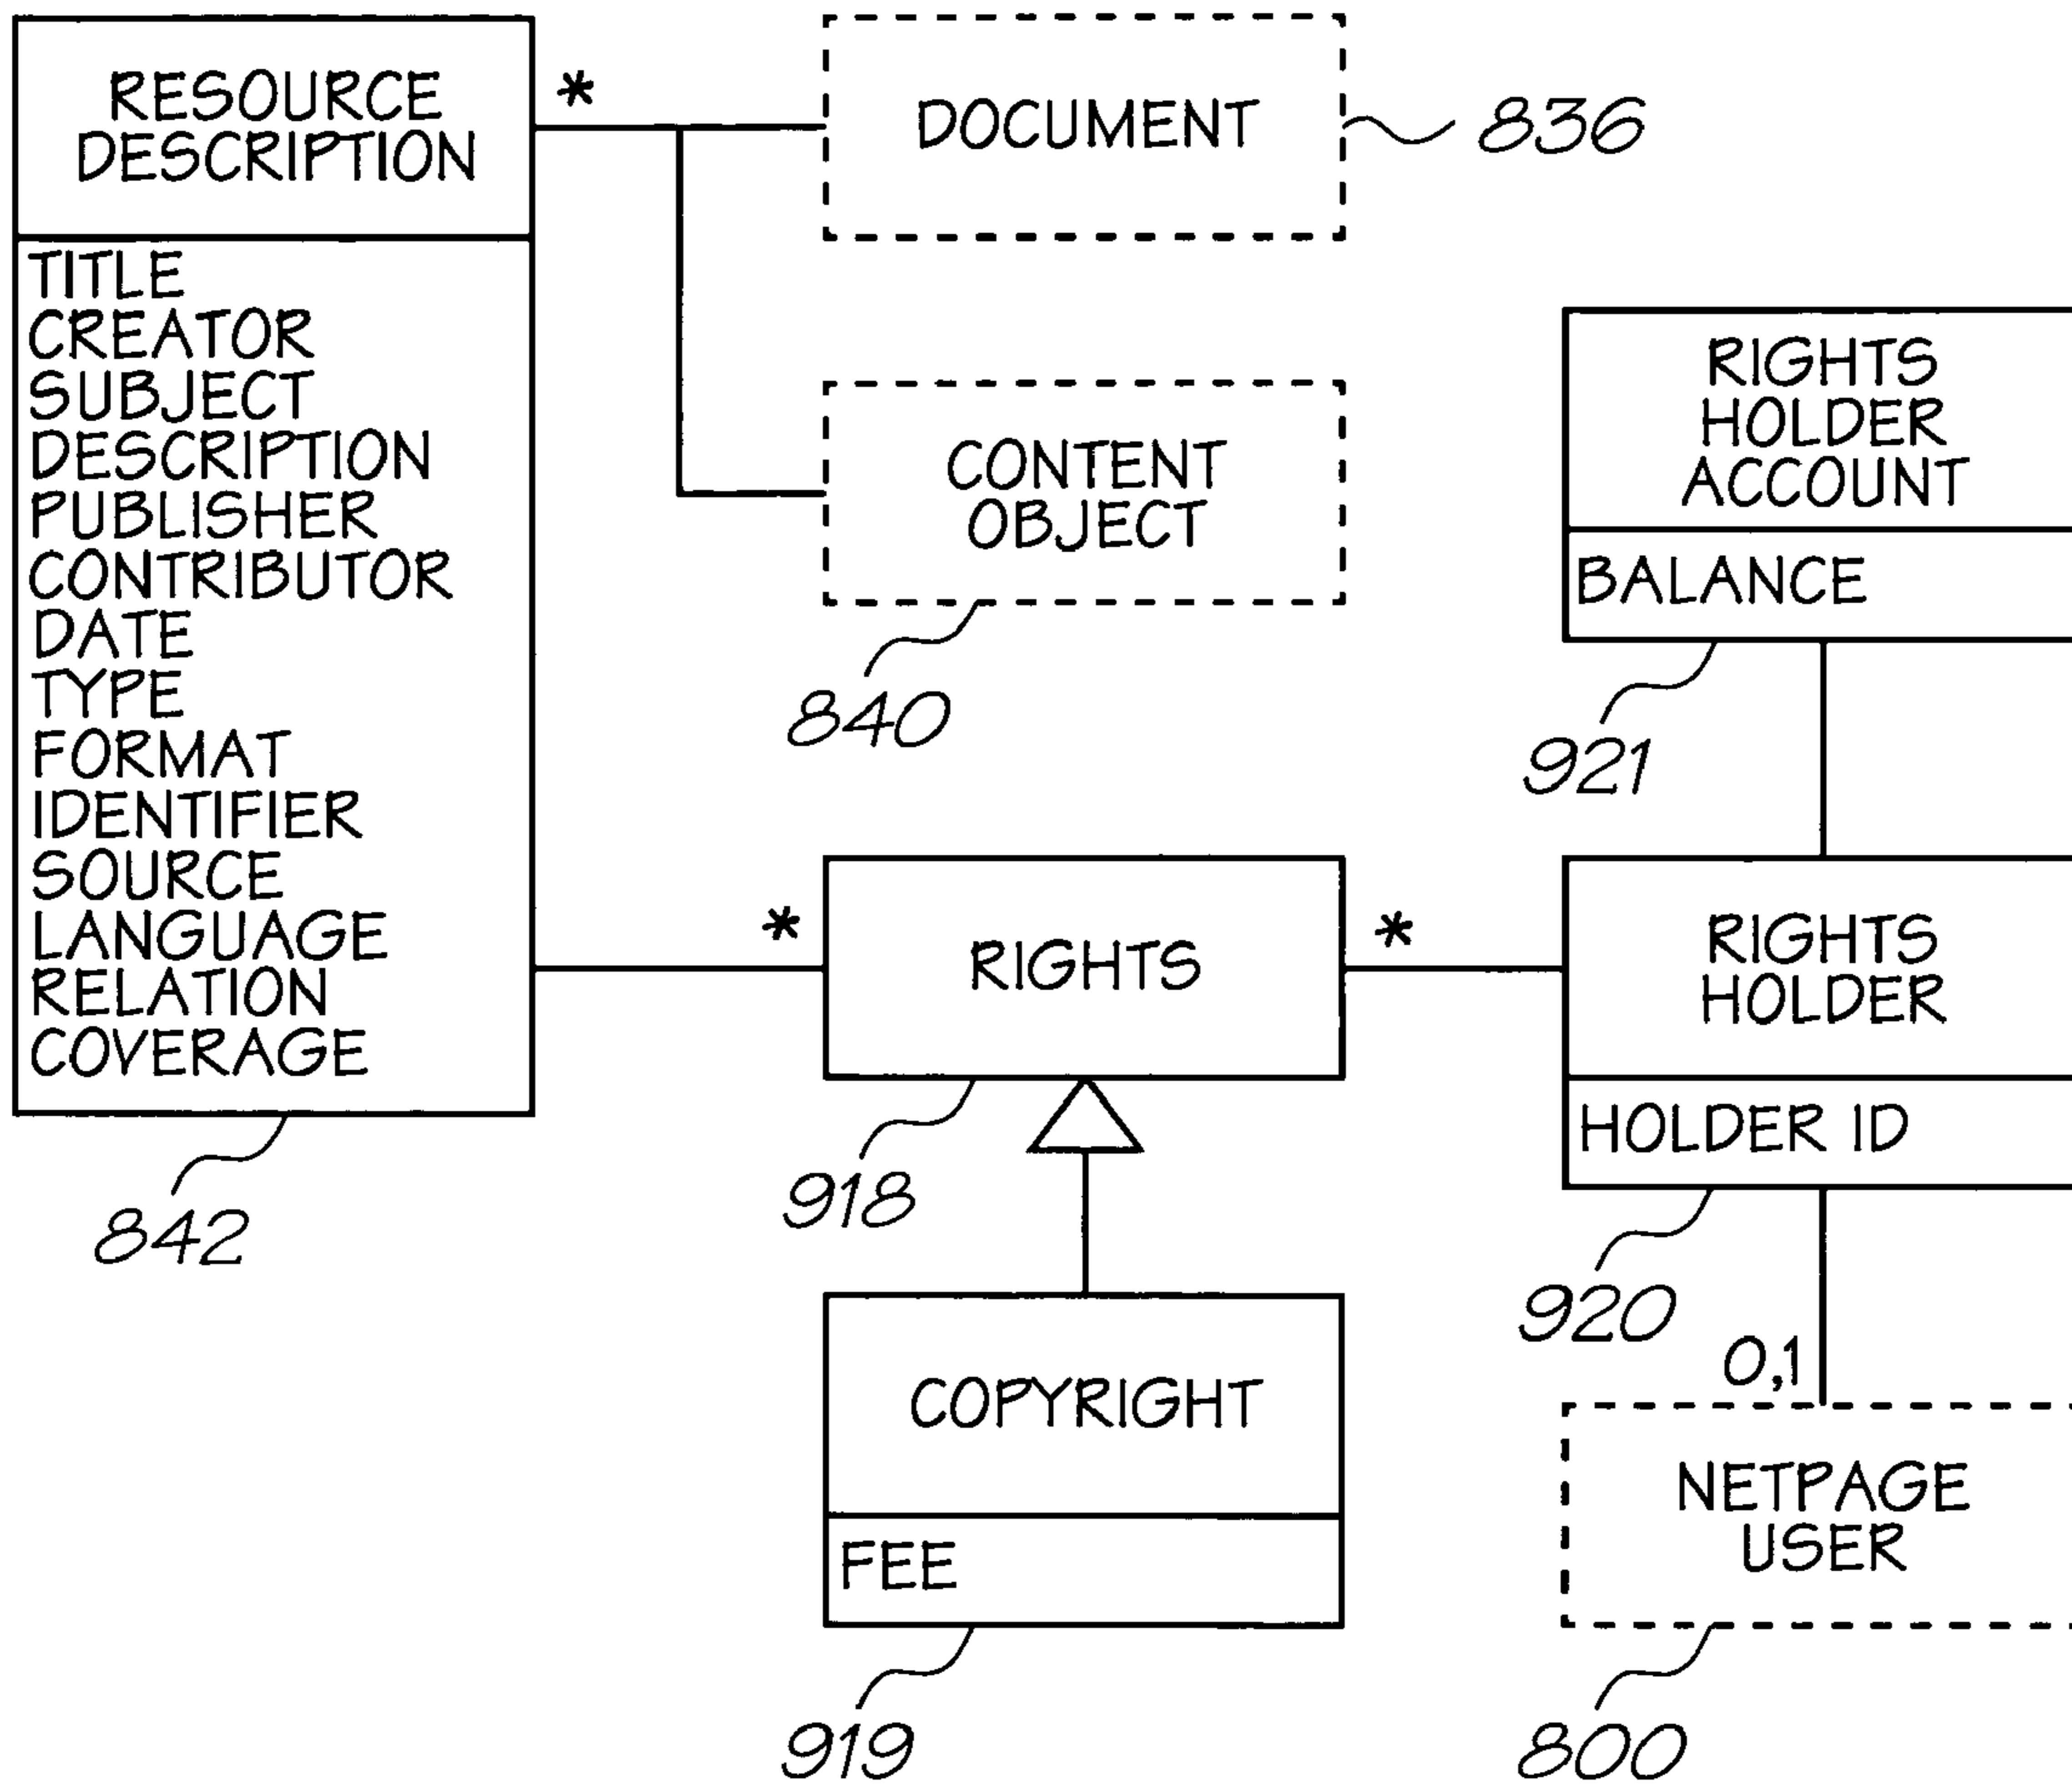 RESOURCE
DESCRIPTION
TITLE
CREATOR
SUBJECT
DESCRIPTION
PUBLISHER
CONTRIBUTOR
DATE
TYPE
FORMAT
IDENTIFIER
SOURCE
LANGUAGE
RELATION
COVERAGE
842
*
DOCUMENT
836
CONTENT
OBJECT
840
RIGHTS
HOLDER
ACCOUNT
BALANCE
921
*
RIGHTS
*
918
RIGHTS
HOLDER
HOLDER ID
920
0,1
COPYRIGHT
FEE
919
NETPAGE
USER
800